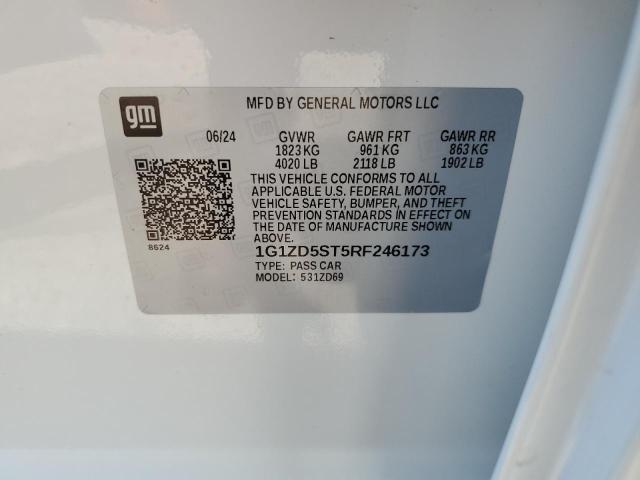 gm
MFD BY GENERAL MOTORS LLC
06/24 GVWR GAWR FRT GAWR RR
1823 KG 961 KG 863 KG
4020 LB 2118 LB 1902 LB
THIS VEHICLE CONFORMS TO ALL
APPLICABLE U.S. FEDERAL MOTOR
VEHICLE SAFETY, BUMPER, AND THEFT
PREVENTION STANDARDS IN EFFECT ON
THE DATE OF MANUFACTURE SHOWN
ABOVE.
8624
1G1ZD5ST5RF246173
TYPE: PASS CAR
MODEL: 531ZD69